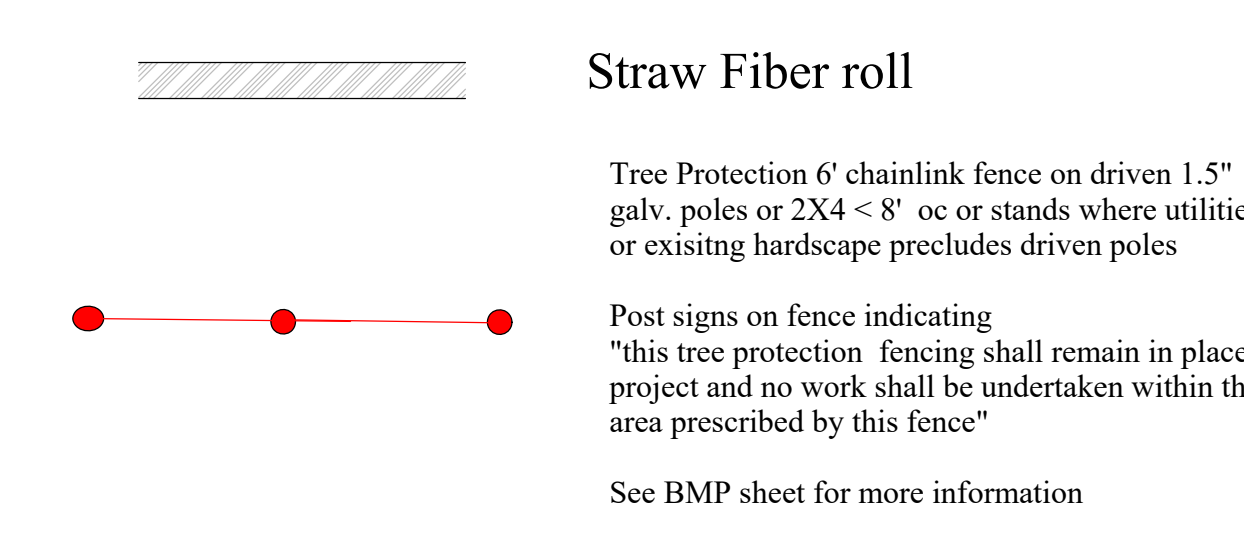 Straw Fiber roll
Tree Protection 6' chainlink fence on driven 1.5"
galv. poles or 2X4 < 8'  oc or stands where
or exisitng hardscape precludes driven poles
Post signs on fence indicating
"this tree protection  fencing shall remain in place
project and no work shall be undertaken within
area prescribed by this fence"
See BMP sheet for more information